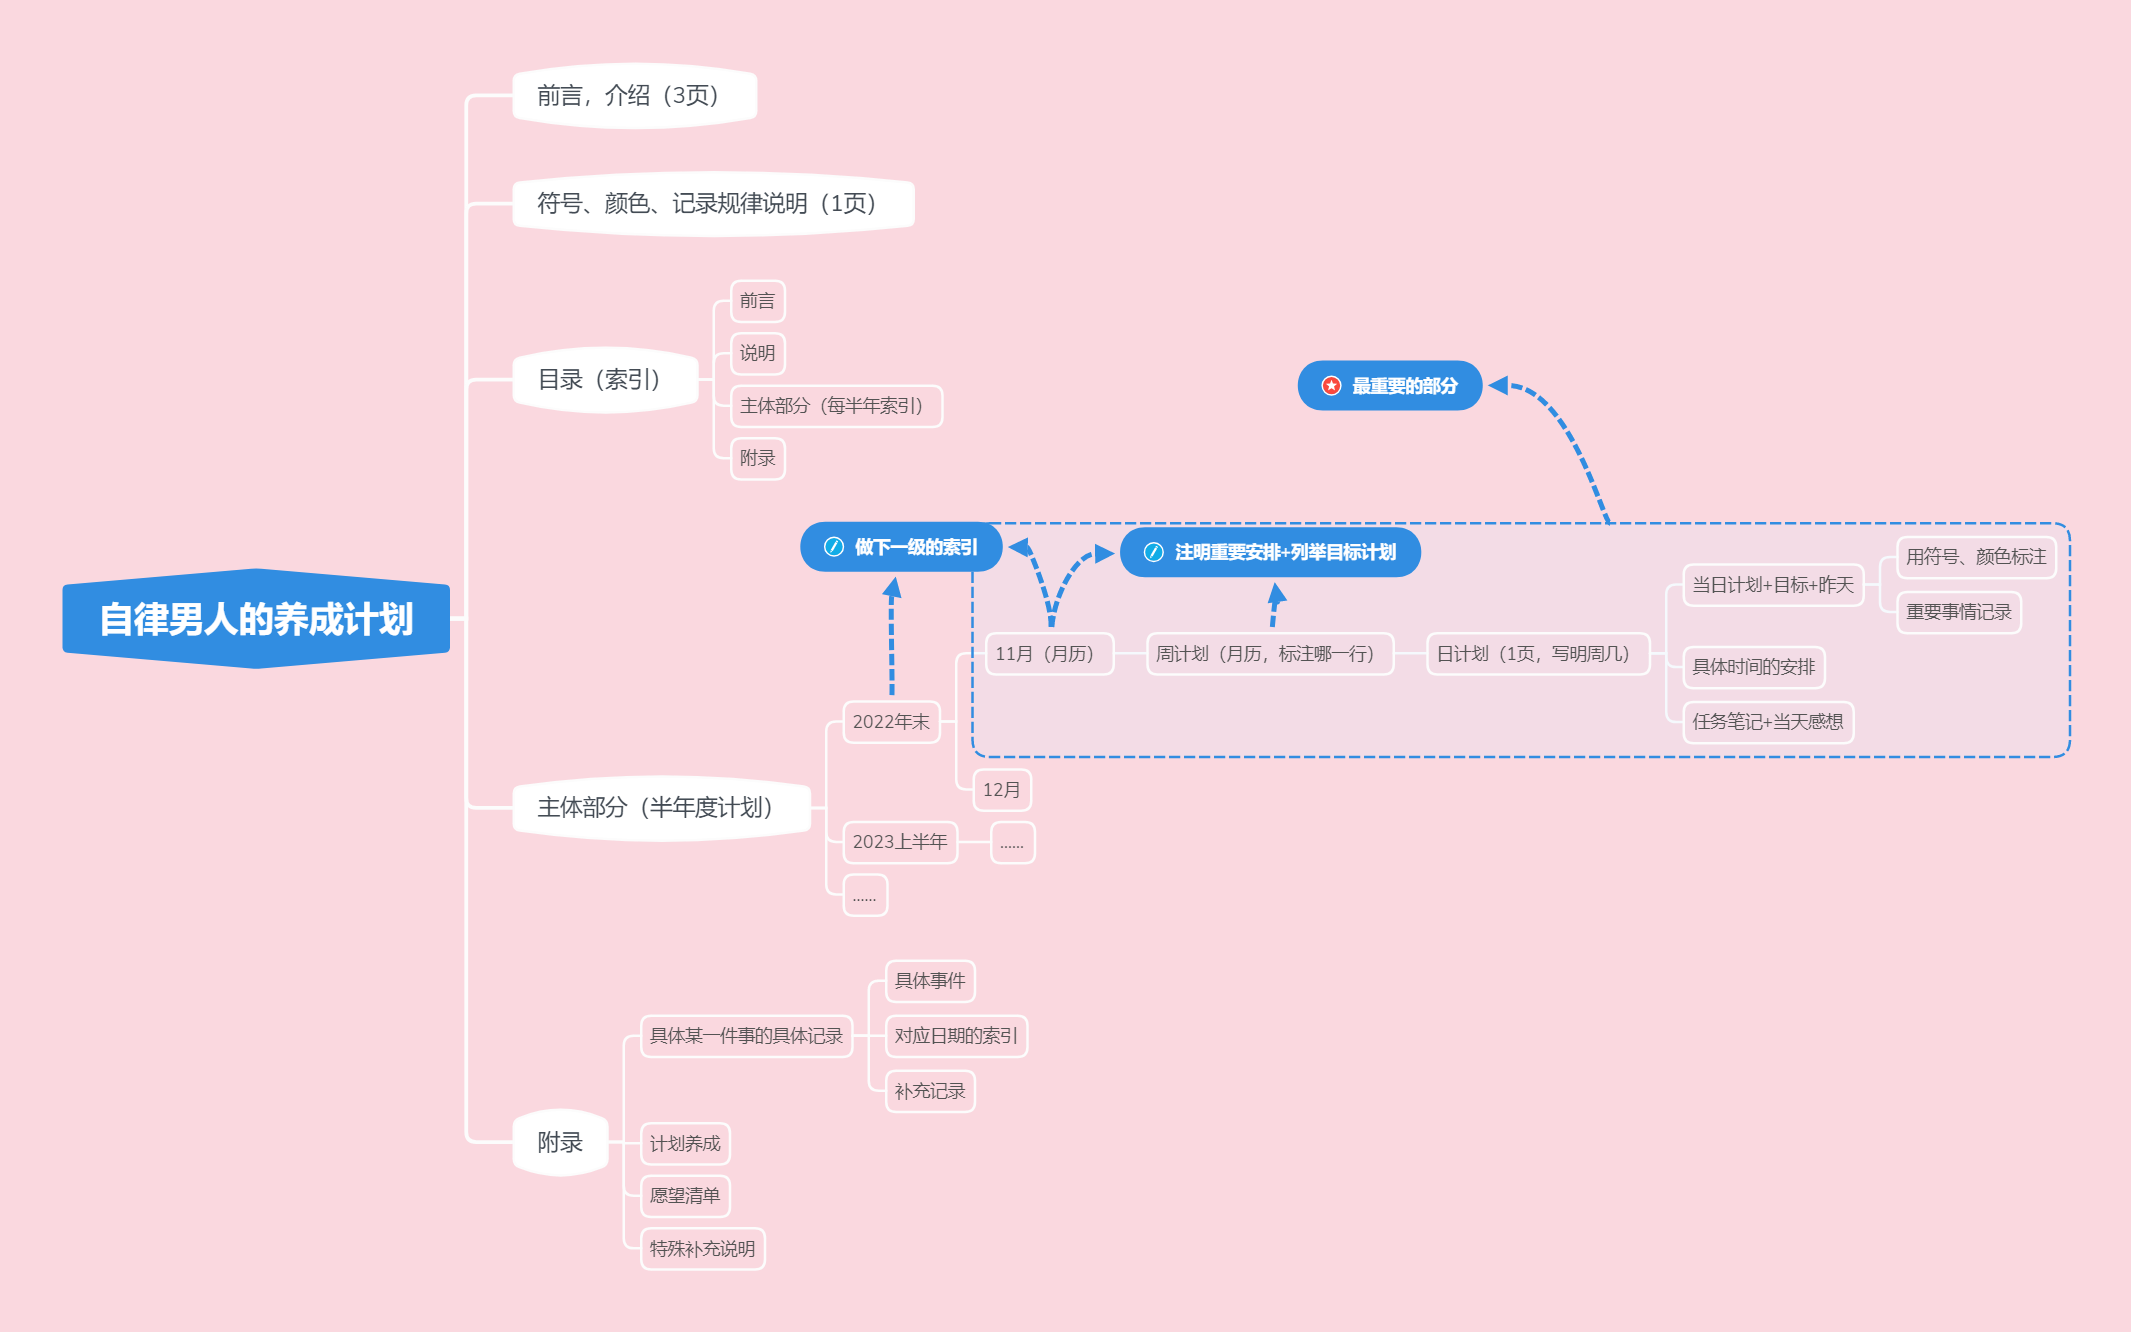 自律男人的养成计划
前言，介绍（3页）
符号、颜色、记录规律说明（1页）
目录（索引）
前言
说明
主体部分（每半年索引）
附录
主体部分（半年度计划）
2022年末
做下一级的索引
11月（月历）
注明重要安排+列举目标计划
周计划（月历，标注哪一行）
日计划（1页，写明周几）
当日计划+目标+昨天
用符号、颜色标注
重要事情记录
具体时间的安排
任务笔记+当天感想
最重要的部分
12月
2023上半年
......
......
附录
具体某一件事的具体记录
具体事件
对应日期的索引
补充记录
计划养成
愿望清单
特殊补充说明